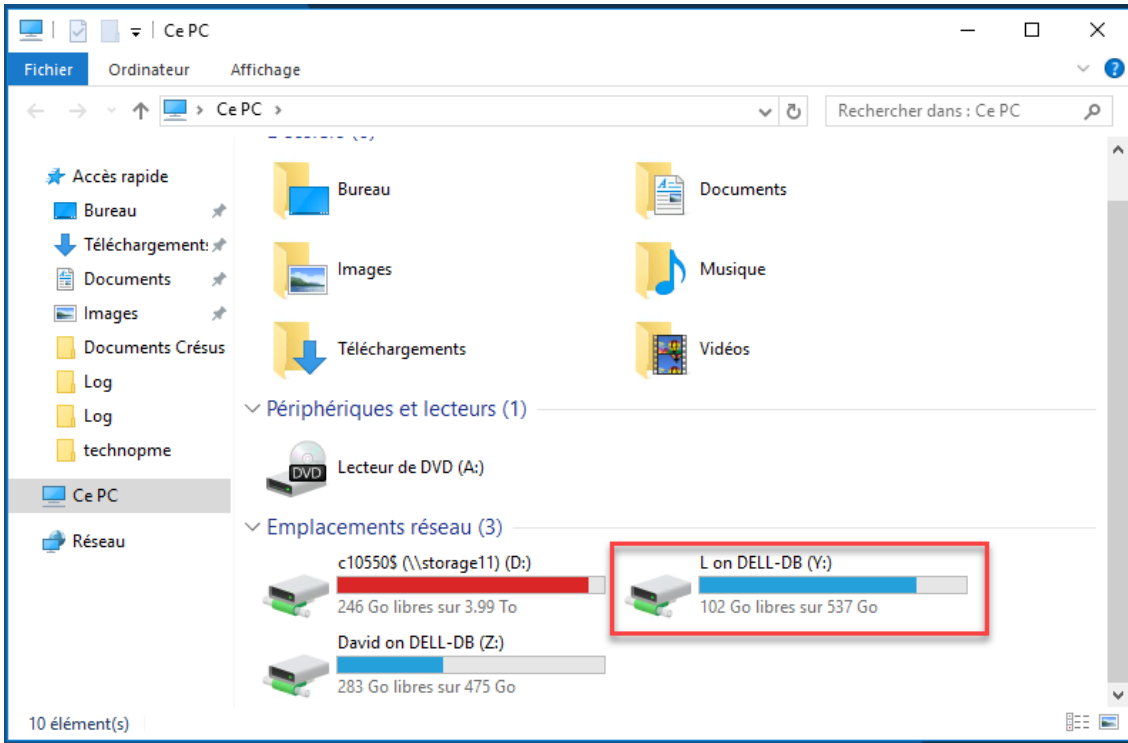 Ce PC
Fichier Ordinateur Affichage
Ce PC
Rechercher dans : Ce PC
Accès rapide
Bureau
Téléchargement
Documents
Images
Documents Crésus
Log
Log
technopme
Ce PC
Réseau
Bureau
Documents
Images
Musique
Téléchargements
Vidéos
Périphériques et lecteurs (1)
DVD
Lecteur de DVD (A:)
Emplacements réseau (3)
c10550$ (\\storage11) (D:)
246 Go libres sur 3.99 To
L on DELL-DB (Y:)
102 Go libres sur 537 Go
David on DELL-DB (Z:)
283 Go libres sur 475 Go
10 élément(s)